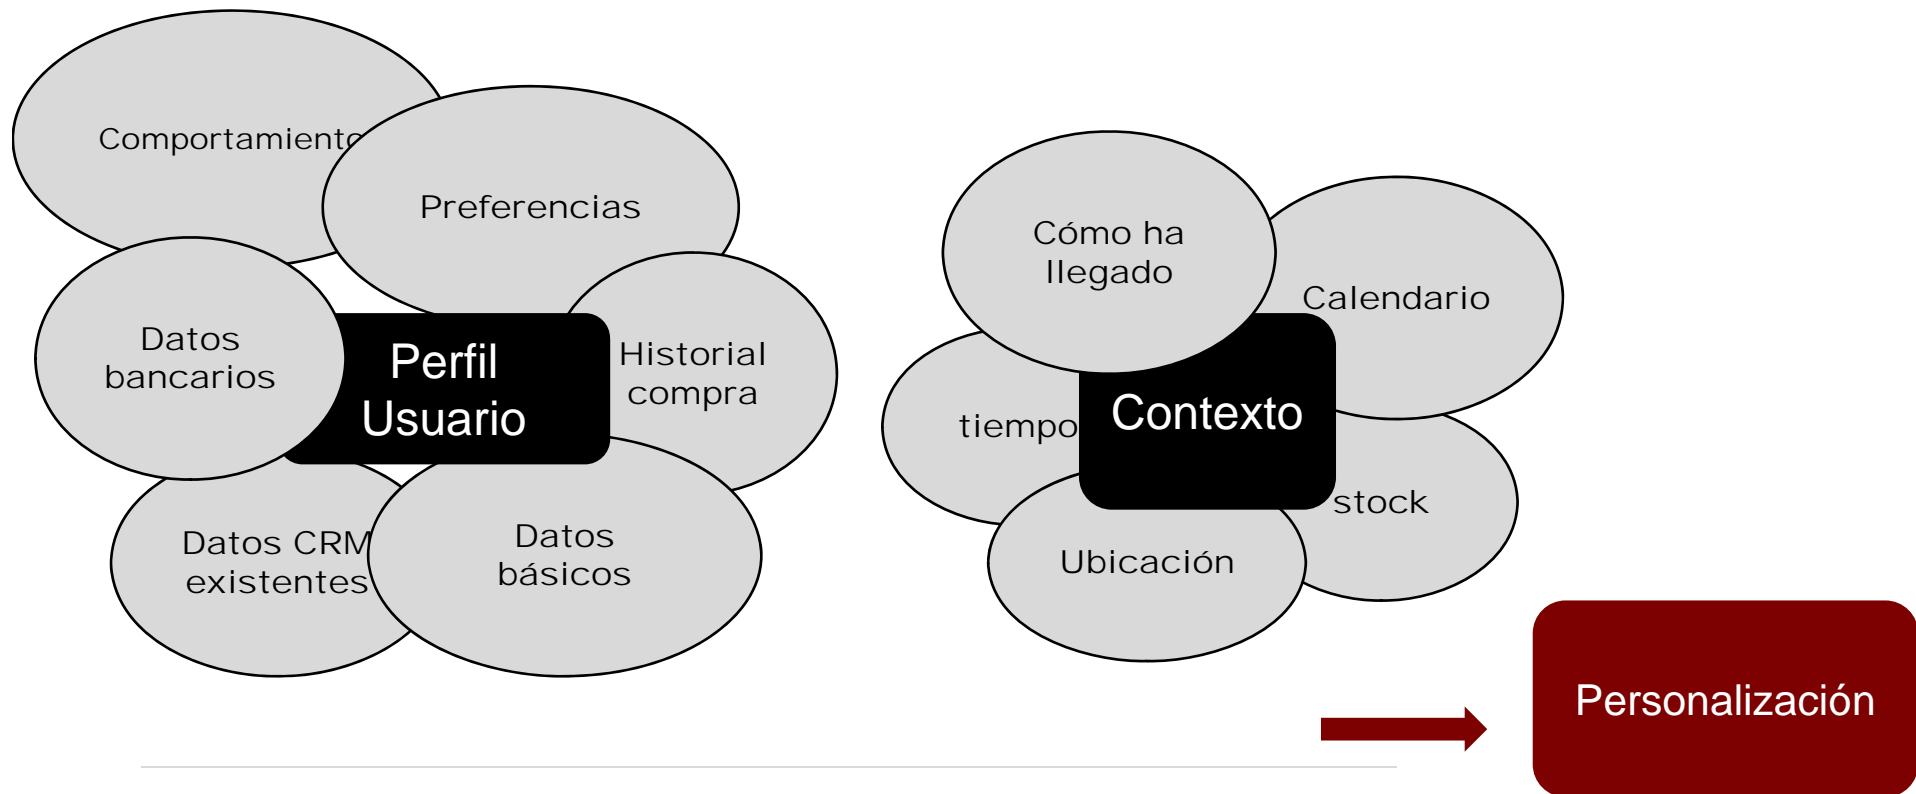 Comportamiento
Preferencias
Datos
bancarios
Perfil
Usuario
Historial
compra
Datos CRM
existentes
Datos
básicos
Cómo ha
llegado
Calendario
tiempo
Contexto
stock
Ubicación
Personalización